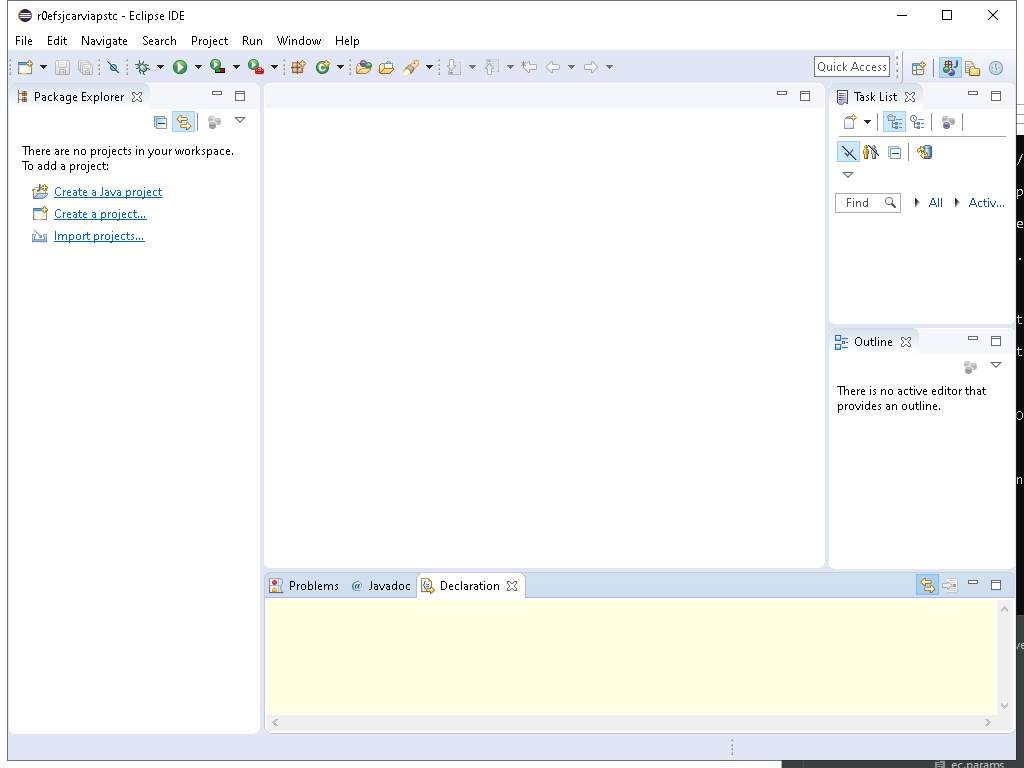 r0efsjcarviapstc - Eclipse IDE
File Edit Navigate Search Project Run Window Help
Quick Access
Package Explorer
There are no projects in your workspace.
To add a project:
Create a Java project
Create a project...
Import projects...
Task List
Find All Activ...
Outline
There is no active editor that
provides an outline.
Problems @ Javadoc Declaration
ec.params